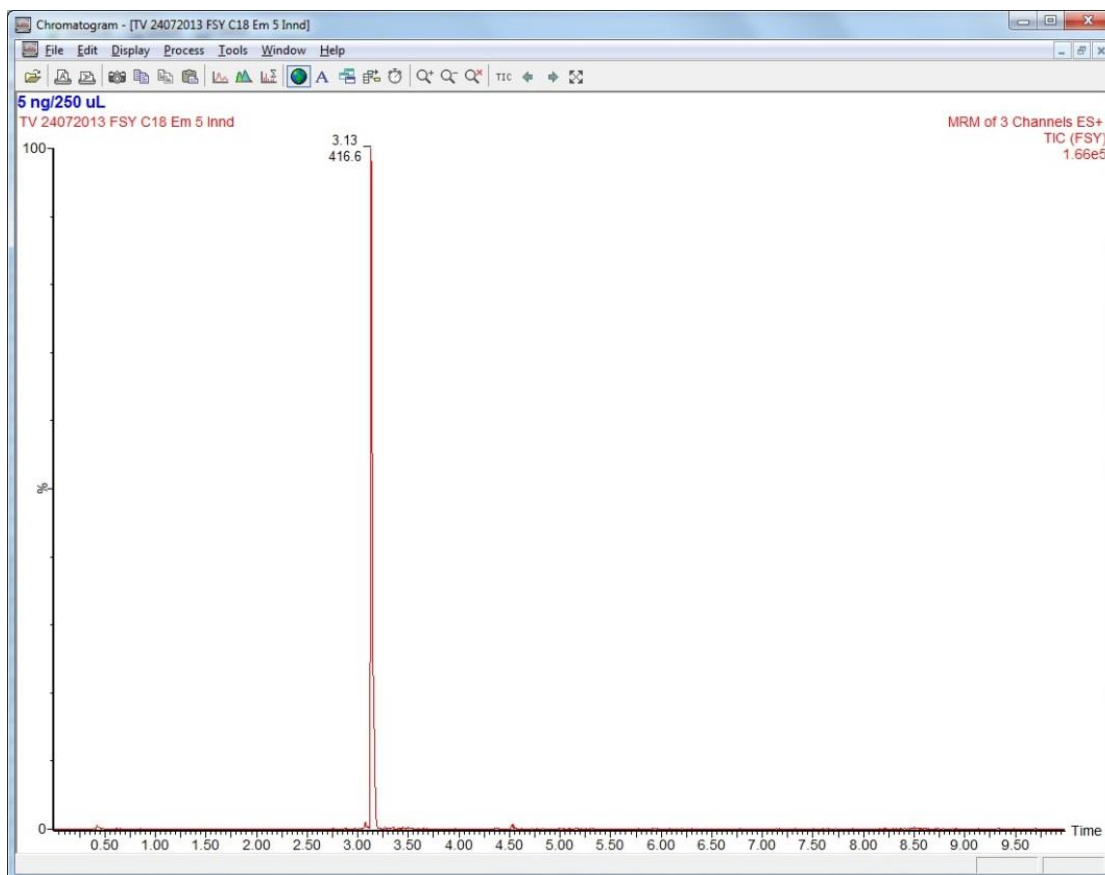 Chromatogram - [TV 24072013 FSY C18 Em 5 Innd]
File Edit Display Process Tools Window Help
A TIC
5 ng/250 uL
TV 24072013 FSY C18 Em 5 Innd
MRM of 3 Channels ES+
TIC (FSY)
1.66e5
3.13
416.6
100
%
0
0.50 1.00 1.50 2.00 2.50 3.00 3.50 4.00 4.50 5.00 5.50 6.00 6.50 7.00 7.50 8.00 8.50 9.00 9.50 Time